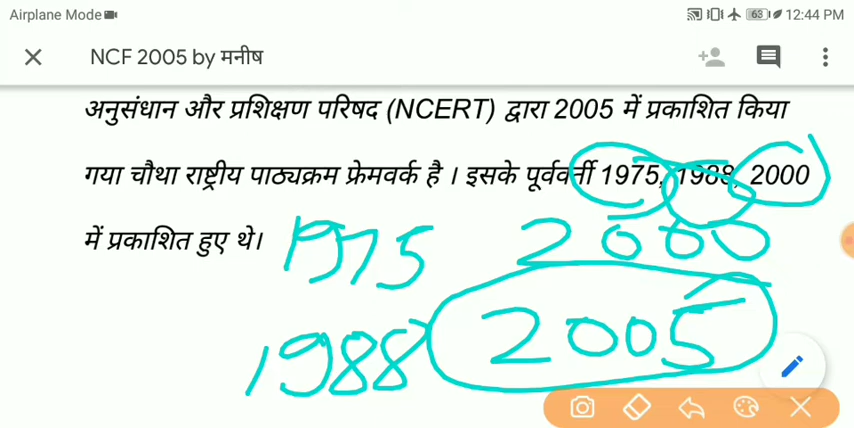 Airplane Mode 63 12:44 PM
NCF 2005 by मनीष
अनुसंधान और प्रशिक्षण परिषद (NCERT) द्वारा 2005 में प्रकाशित किया
गया चौथा राष्ट्रीय पाठ्यक्रम फ्रेमवर्क है । इसके पूर्ववर्ती 1975, 1988, 2000
में प्रकाशित हुए थे।
1975 2000
1988 2005